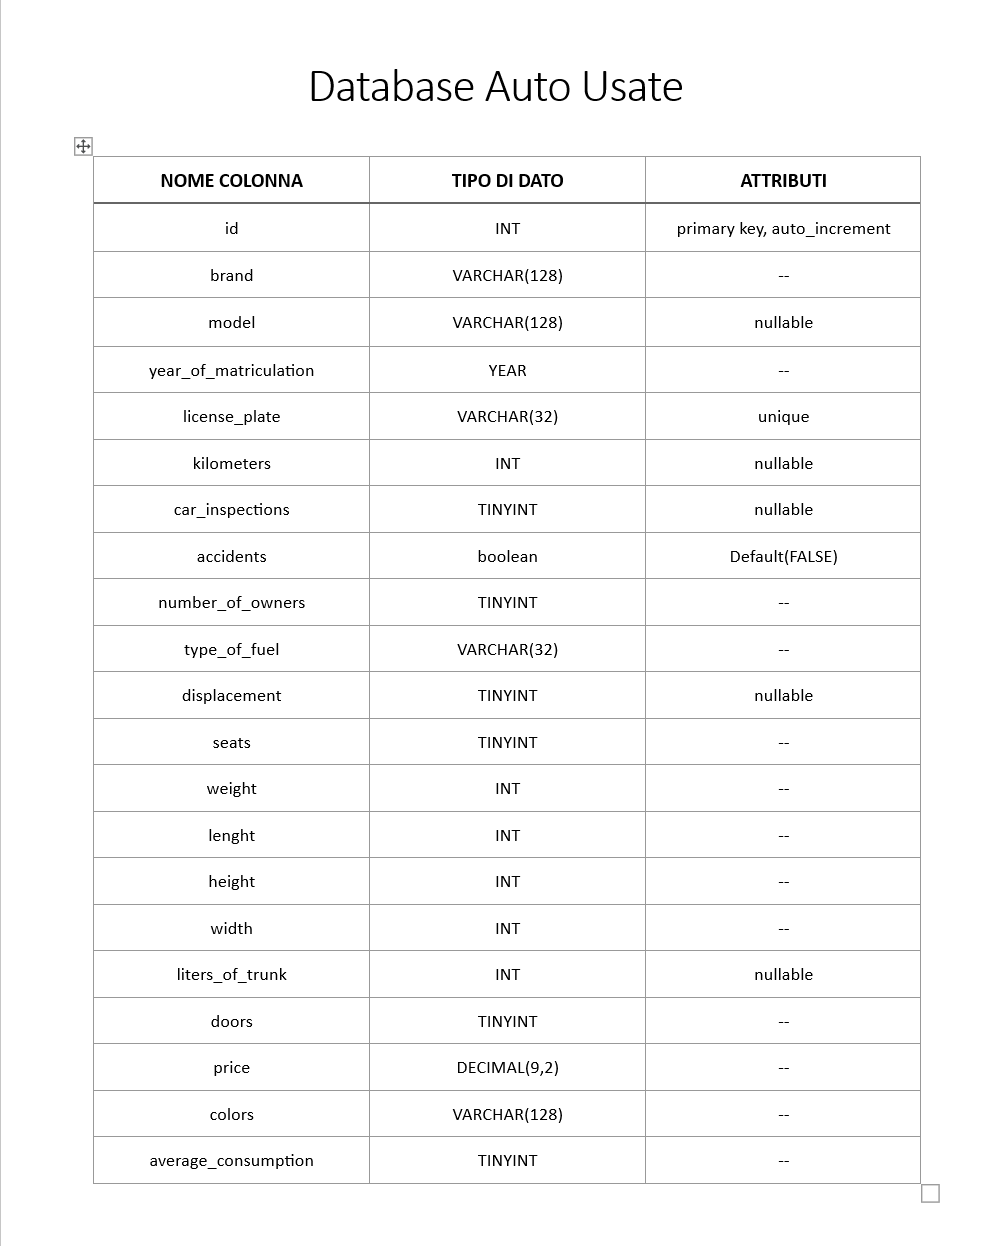 Database Auto Usate
NOME COLONNA TIPO DI DATO ATTRIBUTI
id INT primary key, auto_increment
brand VARCHAR(128) --
model VARCHAR(128) nullable
year_of_matriculation YEAR --
license_plate VARCHAR(32) unique
kilometers INT nullable
car_inspections TINYINT nullable
accidents boolean Default(FALSE)
number_of_owners TINYINT --
type_of_fuel VARCHAR(32) --
displacement TINYINT nullable
seats TINYINT --
weight INT --
lenght INT --
height INT --
width INT --
liters_of_trunk INT nullable
doors TINYINT --
price DECIMAL(9,2) --
colors VARCHAR(128) --
average_consumption TINYINT --